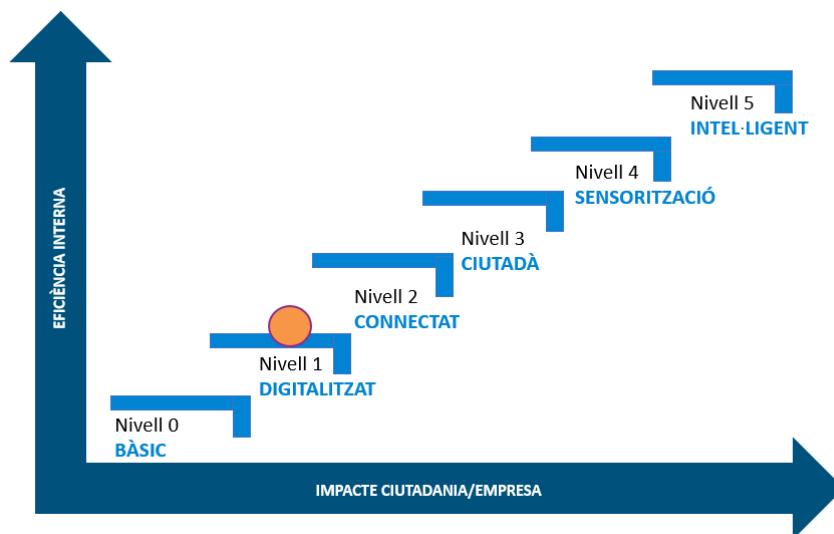 Nivell 5
INTEL·LIGENT
Nivell 4
SENSORITZACIÓ
Nivell 3
CIUTADÀ
Nivell 2
CONNECTAT
Nivell 1
DIGITALITZAT
Nivell 0
BÀSIC
EFICIÈNCIA INTERNA
IMPACTE CIUTADANIA/EMPRESA